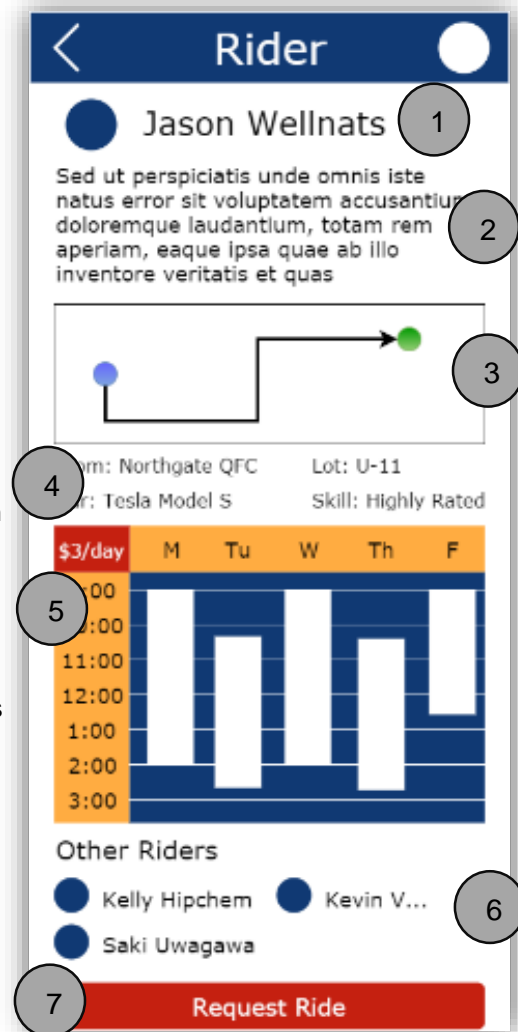 Rider
Jason Wellnats
1
Sed ut perspiciatis unde omnis iste
natus error sit voluptatem accusantium
doloremque laudantium, totam rem
2
aperiam, eaque ipsa quae ab illo
inventore veritatis et quas
3
4
Northgate QFC Lot: U-11
Tesla Model S Skill: Highly Rated
$3/day M Tu W Th F
5
11:00
12:00
1:00
2:00
3:00
Other Riders
Kelly Hipchem Kevin V...
6
Saki Uwagawa
7
Request Ride